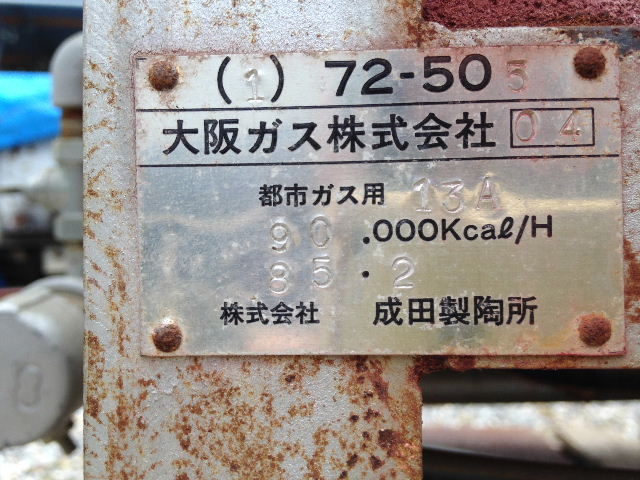 (1) 72-503
大阪ガス株式会社 04
都市ガス用 13A
90.000Kcal/H
85.2
株式会社 成田製陶所